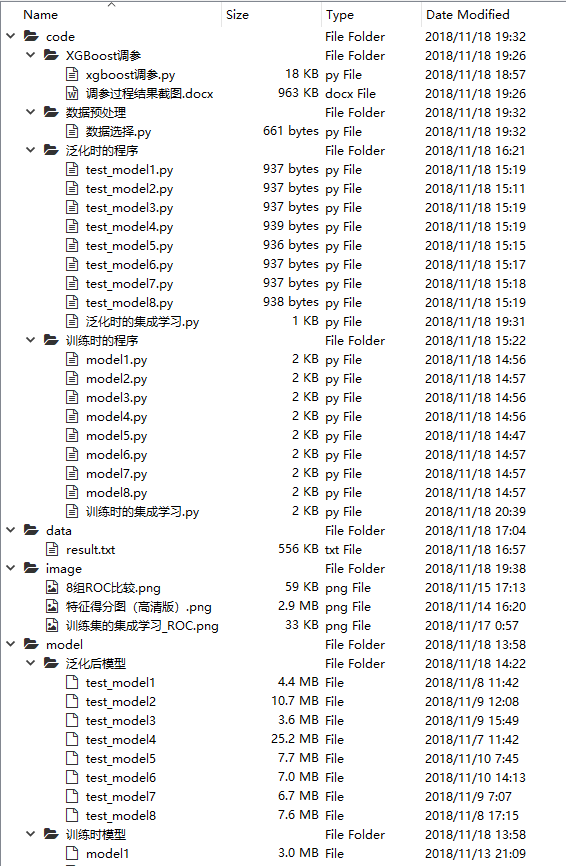 Name Size Type Date Modified
code File Folder 2018/11/18 19:32
XGBoost调参 File Folder 2018/11/18 19:26
xgboost调参.py 18 KB py File 2018/11/18 18:57
调参过程结果截图.docx 963 KB docx File 2018/11/18 19:26
数据预处理 File Folder 2018/11/18 19:32
数据选择.py 661 bytes py File 2018/11/18 19:32
泛化时的程序 File Folder 2018/11/18 16:21
test_model1.py 937 bytes py File 2018/11/18 15:19
test_model2.py 937 bytes py File 2018/11/18 15:11
test_model3.py 937 bytes py File 2018/11/18 15:19
test_model4.py 939 bytes py File 2018/11/18 15:19
test_model5.py 936 bytes py File 2018/11/18 15:15
test_model6.py 937 bytes py File 2018/11/18 15:17
test_model7.py 937 bytes py File 2018/11/18 15:18
test_model8.py 938 bytes py File 2018/11/18 15:19
泛化时的集成学习.py 1 KB py File 2018/11/18 19:31
训练时的程序 File Folder 2018/11/18 15:22
model1.py 2 KB py File 2018/11/18 14:56
model2.py 2 KB py File 2018/11/18 14:57
model3.py 2 KB py File 2018/11/18 14:56
model4.py 2 KB py File 2018/11/18 14:56
model5.py 2 KB py File 2018/11/18 14:47
model6.py 2 KB py File 2018/11/18 14:57
model7.py 2 KB py File 2018/11/18 14:57
model8.py 2 KB py File 2018/11/18 14:57
训练时的集成学习.py 2 KB py File 2018/11/18 20:39
data File Folder 2018/11/18 17:04
result.txt 556 KB txt File 2018/11/18 16:57
image File Folder 2018/11/18 19:38
8组ROC比较.png 59 KB png File 2018/11/15 17:13
特征得分图（高清版）.png 2.9 MB png File 2018/11/14 16:20
训练集的集成学习_ROC.png 33 KB png File 2018/11/17 0:57
model File Folder 2018/11/18 13:58
泛化后模型 File Folder 2018/11/18 14:22
test_model1 4.4 MB File 2018/11/8 11:42
test_model2 10.7 MB File 2018/11/9 12:08
test_model3 3.6 MB File 2018/11/9 15:49
test_model4 25.2 MB File 2018/11/7 11:42
test_model5 7.7 MB File 2018/11/10 7:45
test_model6 7.0 MB File 2018/11/10 14:13
test_model7 6.7 MB File 2018/11/9 7:07
test_model8 7.6 MB File 2018/11/8 17:15
训练时模型 File Folder 2018/11/18 13:58
model1 3.0 MB File 2018/11/13 21:09